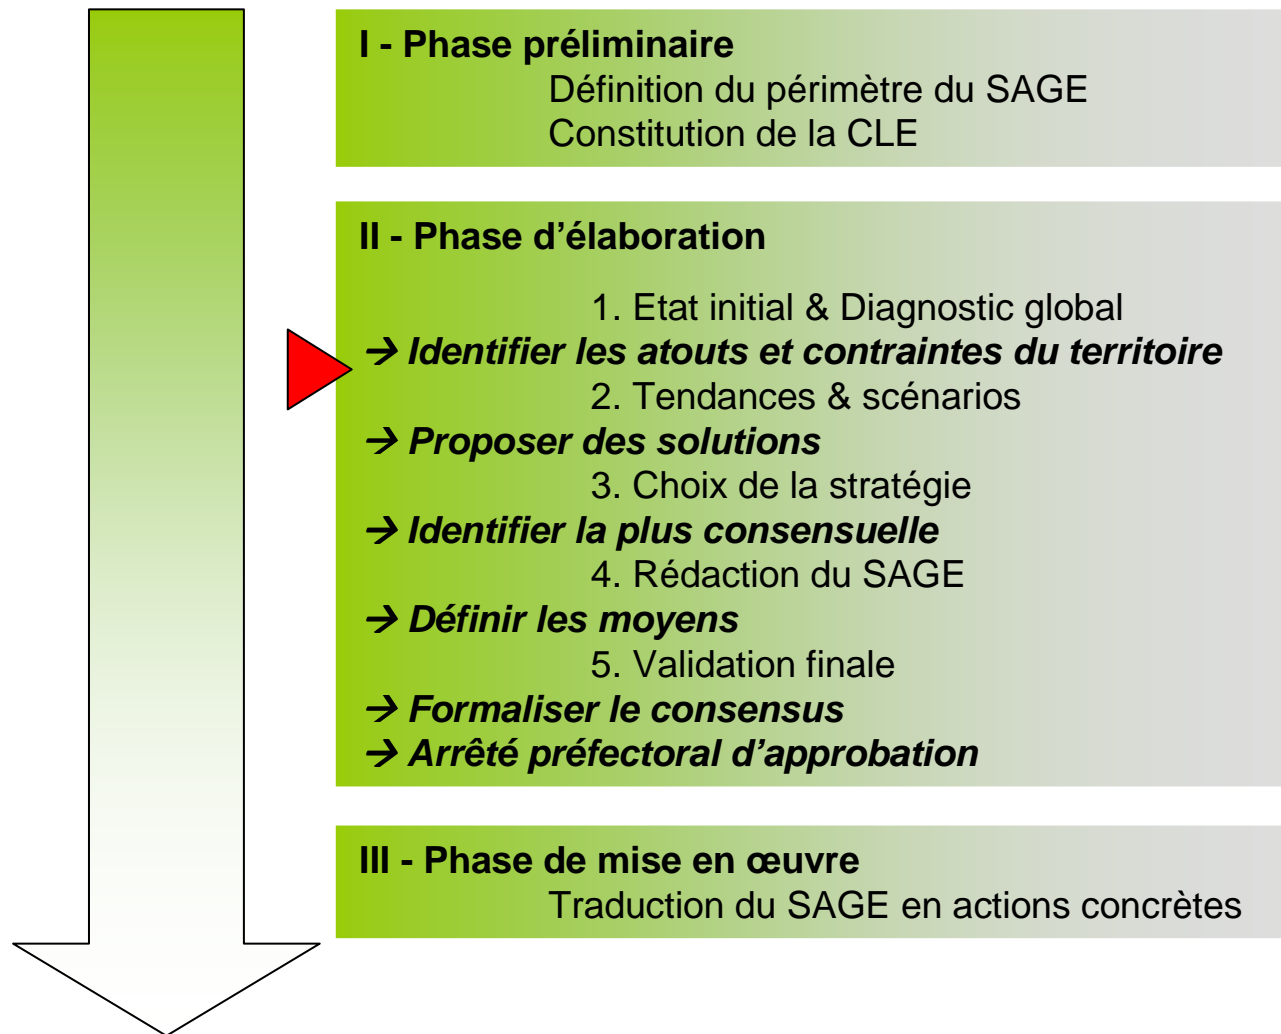 I - Phase préliminaire
Définition du périmètre du SAGE
Constitution de la CLE
II - Phase d’élaboration
1. Etat initial & Diagnostic global
→ Identifier les atouts et contraintes du territoire
2. Tendances & scénarios
→ Proposer des solutions
3. Choix de la stratégie
→ Identifier la plus consensuelle
4. Rédaction du SAGE
→ Définir les moyens
5. Validation finale
→ Formaliser le consensus
→ Arrêté préfectoral d’approbation
III - Phase de mise en œuvre
Traduction du SAGE en actions concrètes